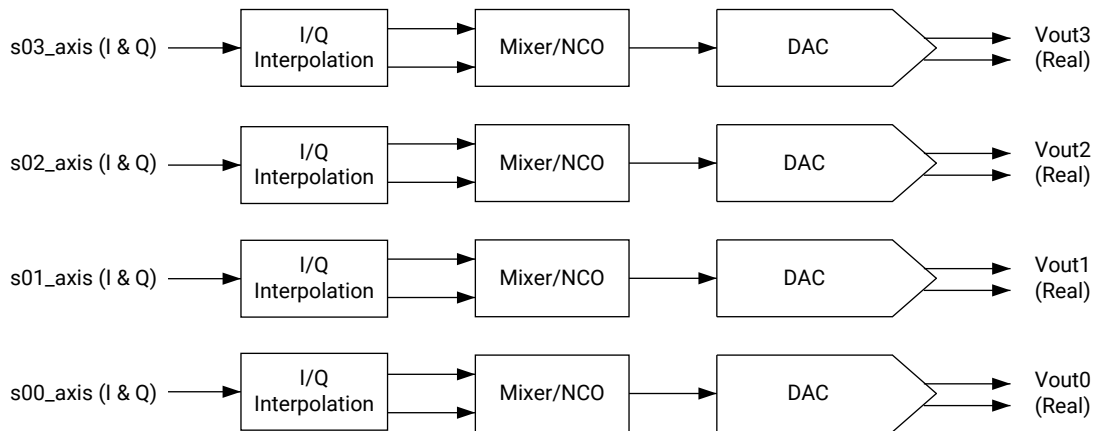 s03_axis (I & Q)
I/Q
Interpolation
Mixer/NCO
DAC
Vout3
(Real)
s02_axis (I & Q)
I/Q
Interpolation
Mixer/NCO
DAC
Vout2
(Real)
s01_axis (I & Q)
I/Q
Interpolation
Mixer/NCO
DAC
Vout1
(Real)
s00_axis (I & Q)
I/Q
Interpolation
Mixer/NCO
DAC
Vout0
(Real)